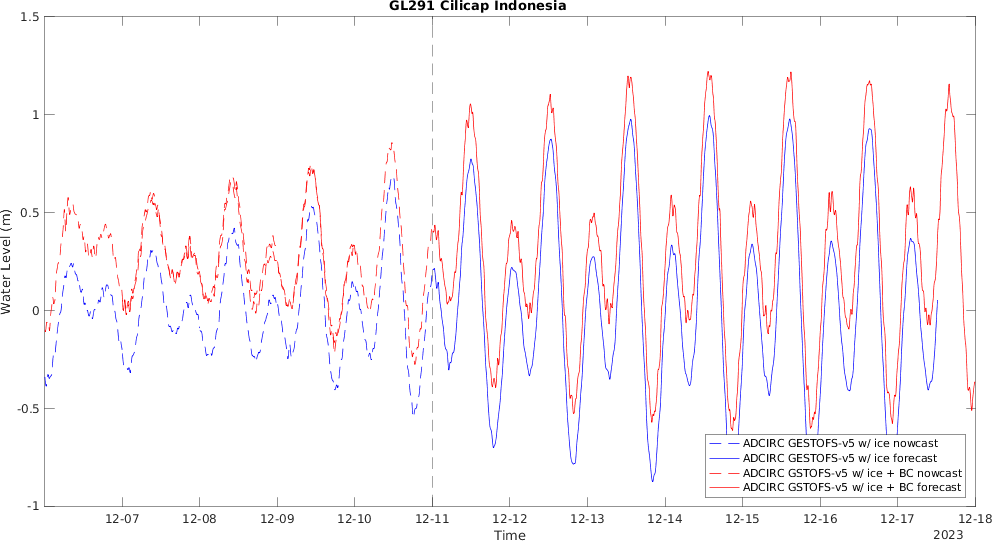 GL291 Cilicap Indonesia
1.5
1
0.5
0
-0.5
-1
Water Level (m)
12-07 12-08 12-09 12-10 12-11 12-12 12-13 12-14 12-15 12-16 12-17 12-18
Time
2023
ADCIRC GESTOFS-v5 w/ ice nowcast
ADCIRC GESTOFS-v5 w/ ice forecast
ADCIRC GSTOFS-v5 w/ ice + BC nowcast
ADCIRC GSTOFS-v5 w/ ice + BC forecast